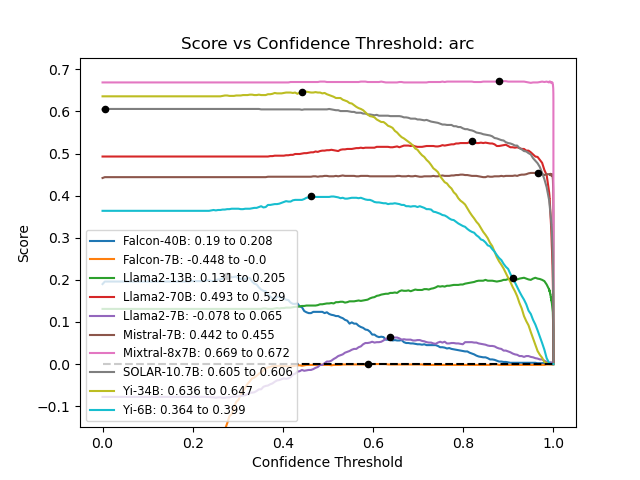 Score vs Confidence Threshold: arc
Score
0.7
0.6
0.5
0.4
0.3
0.2
0.1
0.0
−0.1
Falcon-40B: 0.19 to 0.208
Falcon-7B: -0.448 to -0.0
Llama2-13B: 0.131 to 0.205
Llama2-70B: 0.493 to 0.529
Llama2-7B: -0.078 to 0.065
Mistral-7B: 0.442 to 0.455
Mixtral-8x7B: 0.669 to 0.672
SOLAR-10.7B: 0.605 to 0.606
Yi-34B: 0.636 to 0.647
Yi-6B: 0.364 to 0.399
0.0 0.2 0.4 0.6 0.8 1.0
Confidence Threshold